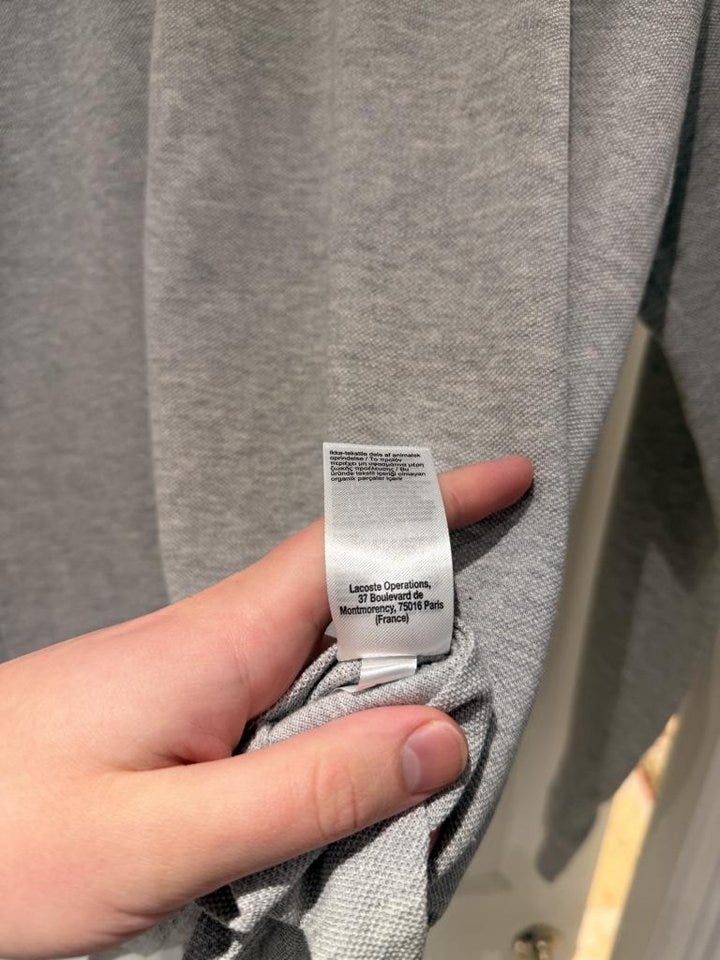 Ikke-tekstile dele af animalsk
oprindelse / Το προϊόν
περιέχει μη υφασμάτινα μέρη
ζωικής προέλευσης / Bu
üründe tekstil içeriği olmayan
organik parçalar içerir
Lacoste Operations,
37 Boulevard de
Montmorency, 75016 Paris
(France)